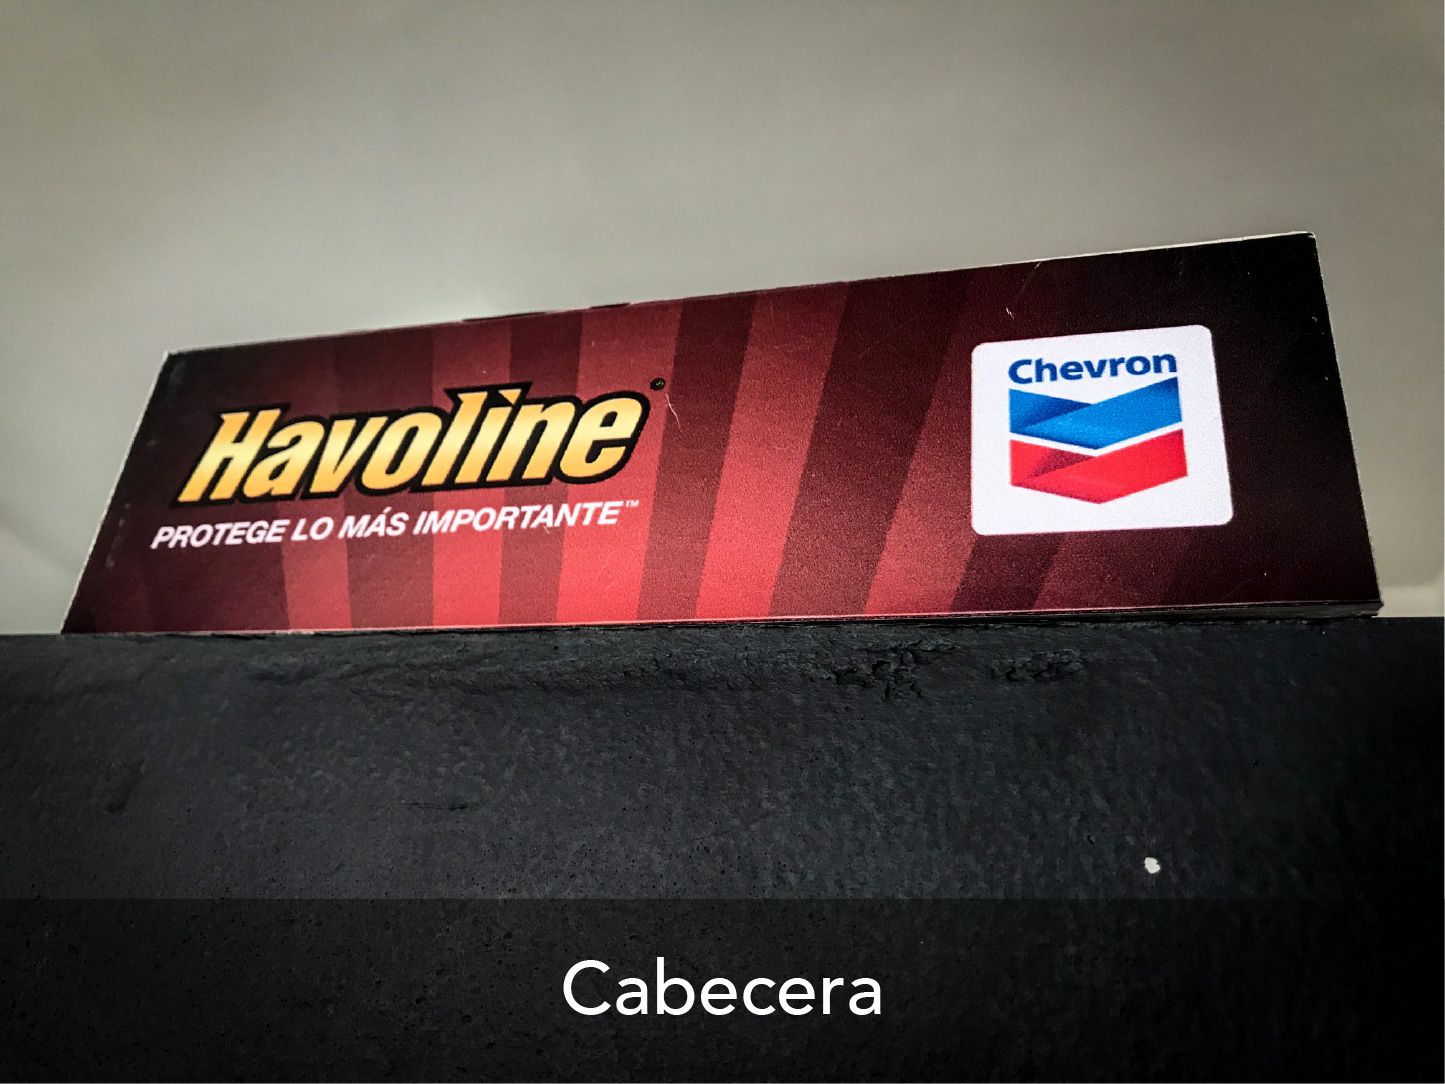 Havoline
PROTEGE LO MÁS IMPORTANTE™
Chevron
Cabecera